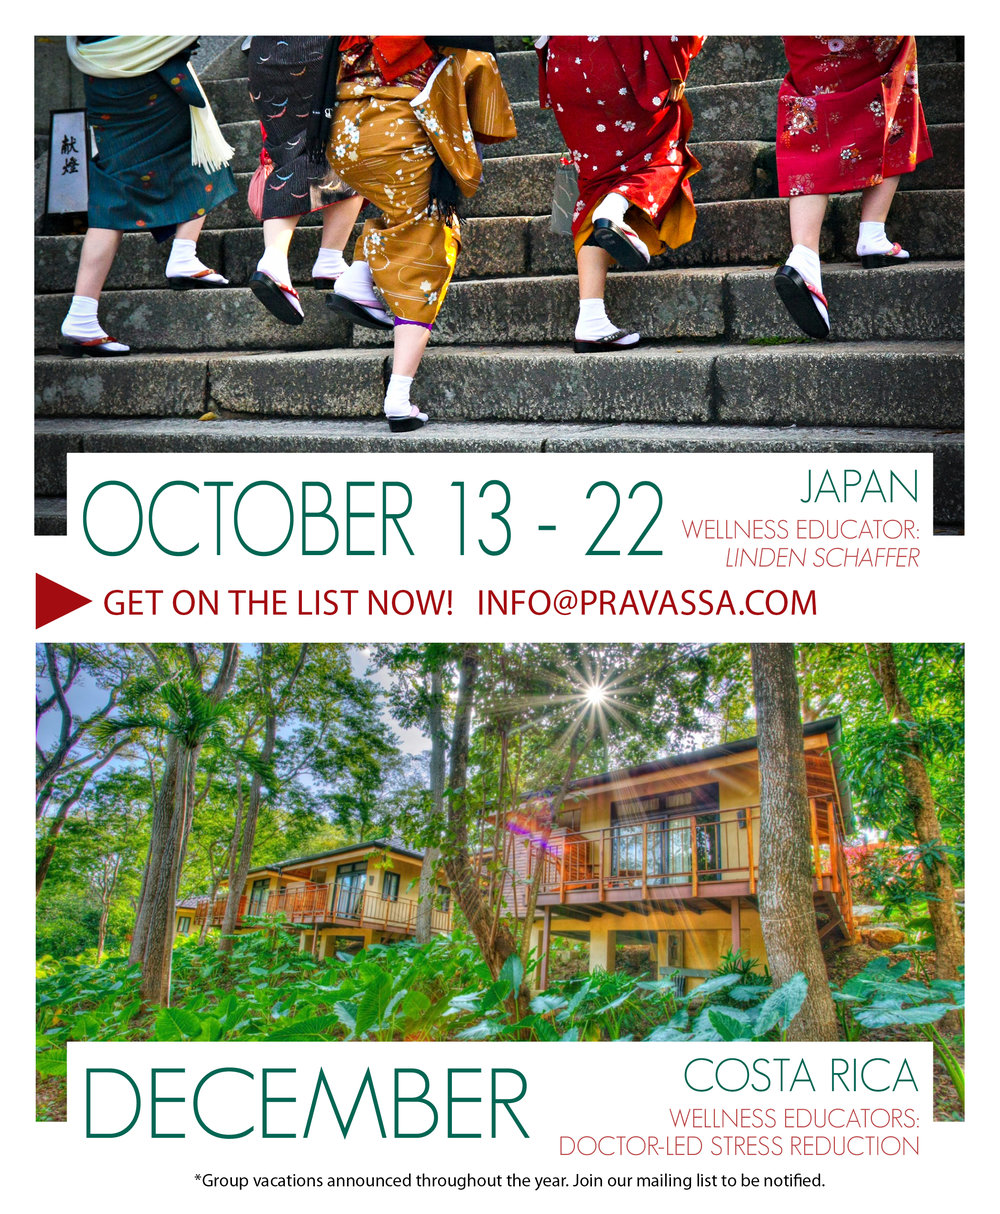 献燈
OCTOBER 13 - 22
JAPAN
WELLNESS EDUCATOR:
LINDEN SCHAFFER
GET ON THE LIST NOW! INFO@PRAVASSA.COM
DECEMBER
COSTA RICA
WELLNESS EDUCATORS:
DOCTOR-LED STRESS REDUCTION
*Group vacations announced throughout the year. Join our mailing list to be notified.